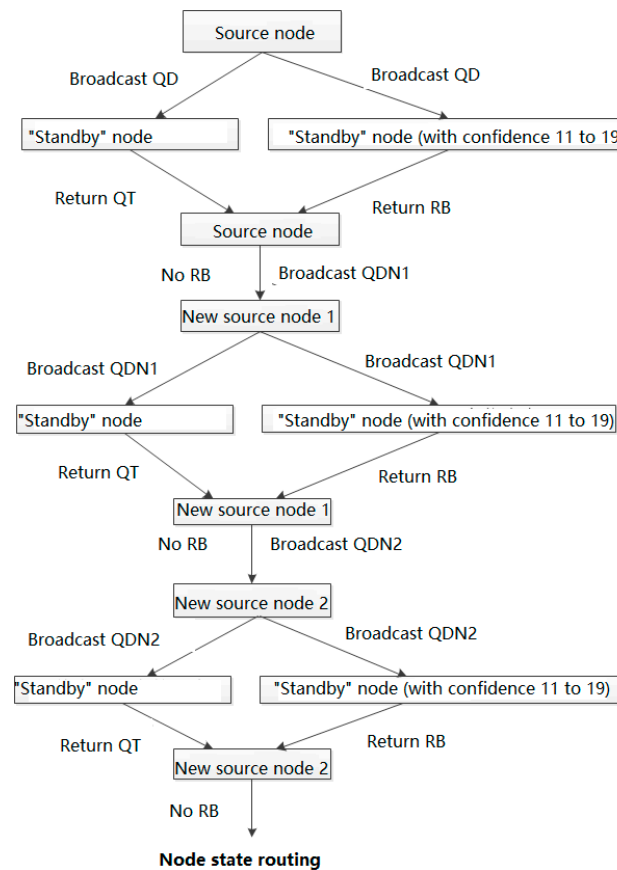 Source node
Broadcast QD
Broadcast QD
"Standby" node
"Standby" node (with confidence 11 to 19
Return QT
Return RB
Source node
No RB
Broadcast QDN1
New source node 1
Broadcast QDN1
Broadcast QDN1
"Standby" node
"Standby" node (with confidence 11 to 19)
Return QT
Return RB
New source node 1
No RB
Broadcast QDN2
New source node 2
Broadcast QDN2
Broadcast QDN2
"Standby" node
"Standby" node (with confidence 11 to 19)
Return QT
Return RB
New source node 2
No RB
Node state routing